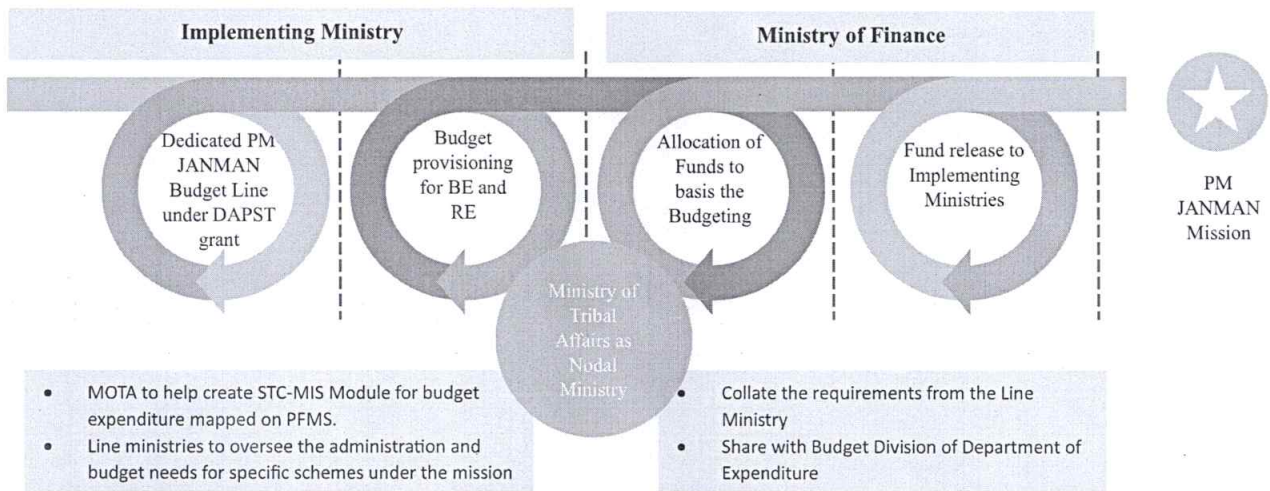 Implementing Ministry
Ministry of Finance
Dedicated PM
JANMAN
Budget Line
under DAPST
grant
Budget
provisioning
for BE and
RE
Allocation of
Funds to
basis the
Budgeting
Fund release to
Implementing
Ministries
PM
JANMAN
Mission
Ministry of
Tribal
Affairs as
Nodal
Ministry
• MOTA to help create STC-MIS Module for budget
expenditure mapped on PFMS.
• Line ministries to oversee the administration and
budget needs for specific schemes under the mission
• Collate the requirements from the Line
Ministry
• Share with Budget Division of Department of
Expenditure